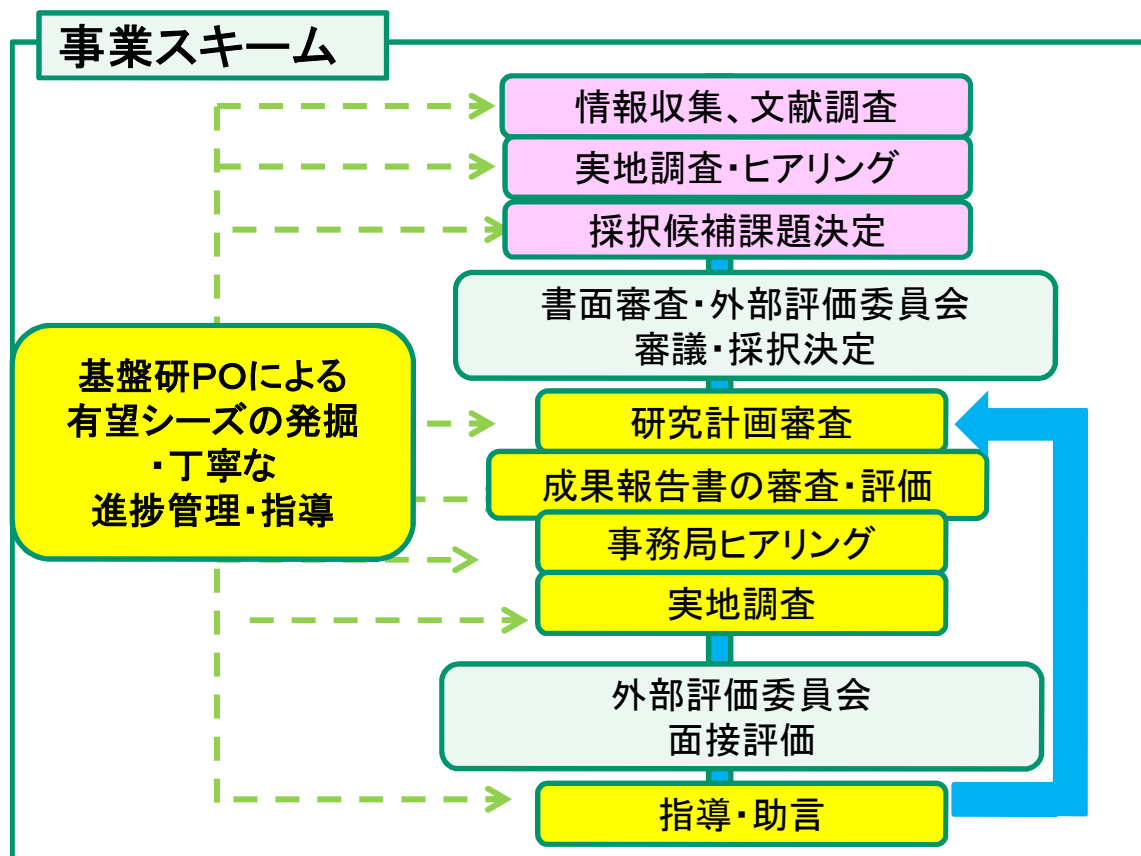 事業スキーム
情報収集、文献調査
実地調査・ヒアリング
採択候補課題決定
書面審査・外部評価委員会
審議・採択決定
基盤研POによる
有望シーズの発掘
・丁寧な
進捗管理・指導
研究計画審査
成果報告書の審査・評価
事務局ヒアリング
実地調査
外部評価委員会
面接評価
指導・助言